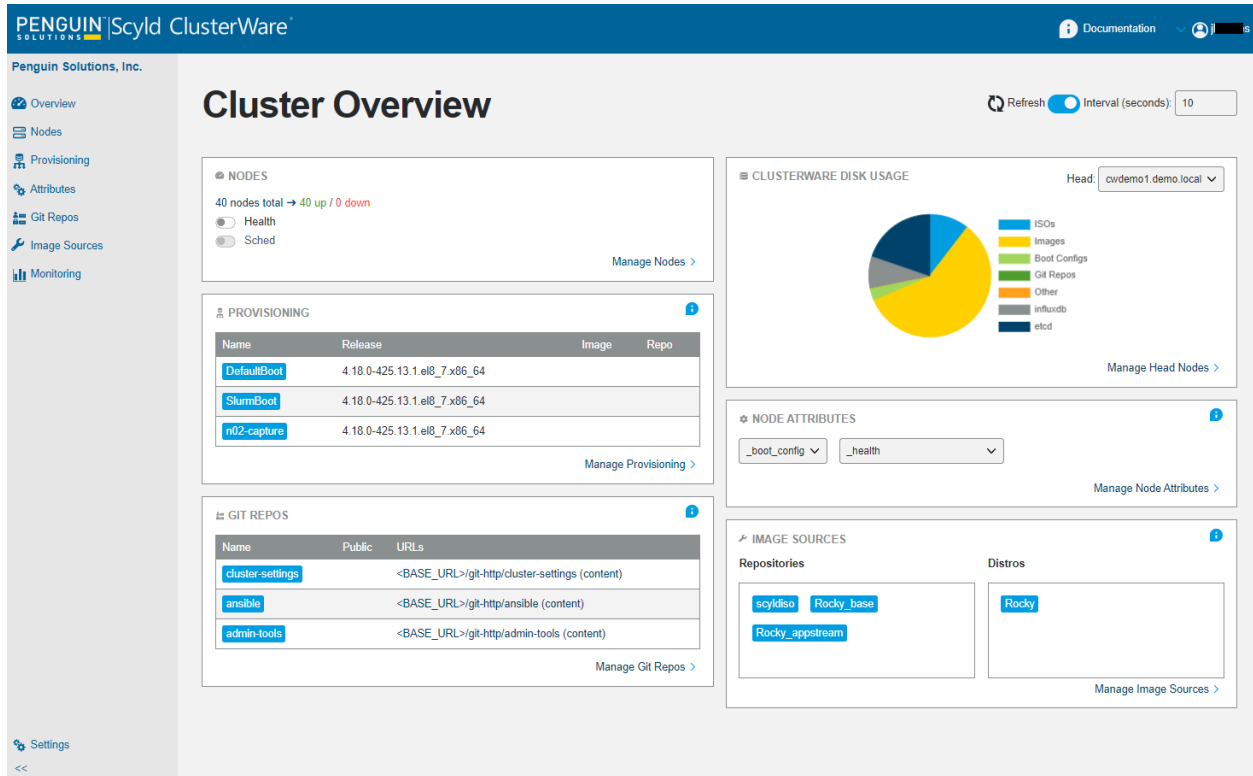 PENGUIN SOLUTIONS Scyld ClusterWare
Documentation
Penguin Solutions, Inc.
Overview
Nodes
Provisioning
Attributes
Git Repos
Image Sources
Monitoring
Settings
<<
Cluster Overview
Refresh Interval (seconds): 10
NODES
40 nodes total → 40 up / 0 down
Health
Sched
Manage Nodes >
PROVISIONING
Name Release Image Repo
DefaultBoot 4.18.0-425.13.1.el8_7.x86_64
SlurmBoot 4.18.0-425.13.1.el8_7.x86_64
n02-capture 4.18.0-425.13.1.el8_7.x86_64
Manage Provisioning >
GIT REPOS
Name Public URLs
cluster-settings <BASE_URL>/git-http/cluster-settings (content)
ansible <BASE_URL>/git-http/ansible (content)
admin-tools <BASE_URL>/git-http/admin-tools (content)
Manage Git Repos >
CLUSTERWARE DISK USAGE
Head: cwdemo1.demo.local
ISOs
Images
Boot Configs
Git Repos
Other
influxdb
etcd
Manage Head Nodes >
NODE ATTRIBUTES
_boot_config _health
Manage Node Attributes >
IMAGE SOURCES
Repositories
scyldiso Rocky_base
Rocky_appstream
Distros
Rocky
Manage Image Sources >